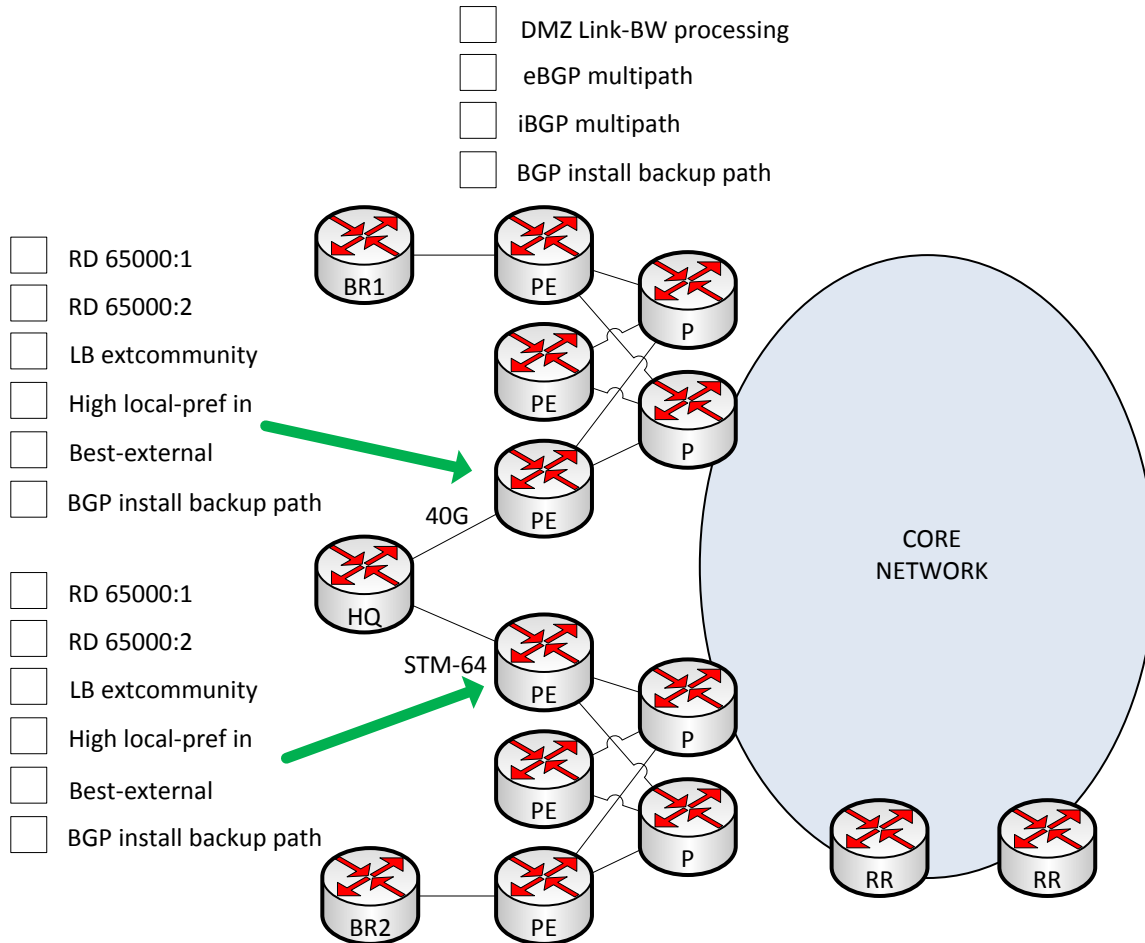 DMZ Link-BW processing
eBGP multipath
iBGP multipath
BGP install backup path
BR1
PE
P
RD 65000:1
RD 65000:2
LB extcommunity
High local-pref in
Best-external
BGP install backup path
PE
P
PE
40G
HQ
CORE
NETWORK
RD 65000:1
RD 65000:2
LB extcommunity
High local-pref in
Best-external
BGP install backup path
STM-64
PE
P
PE
P
BR2
PE
RR
RR